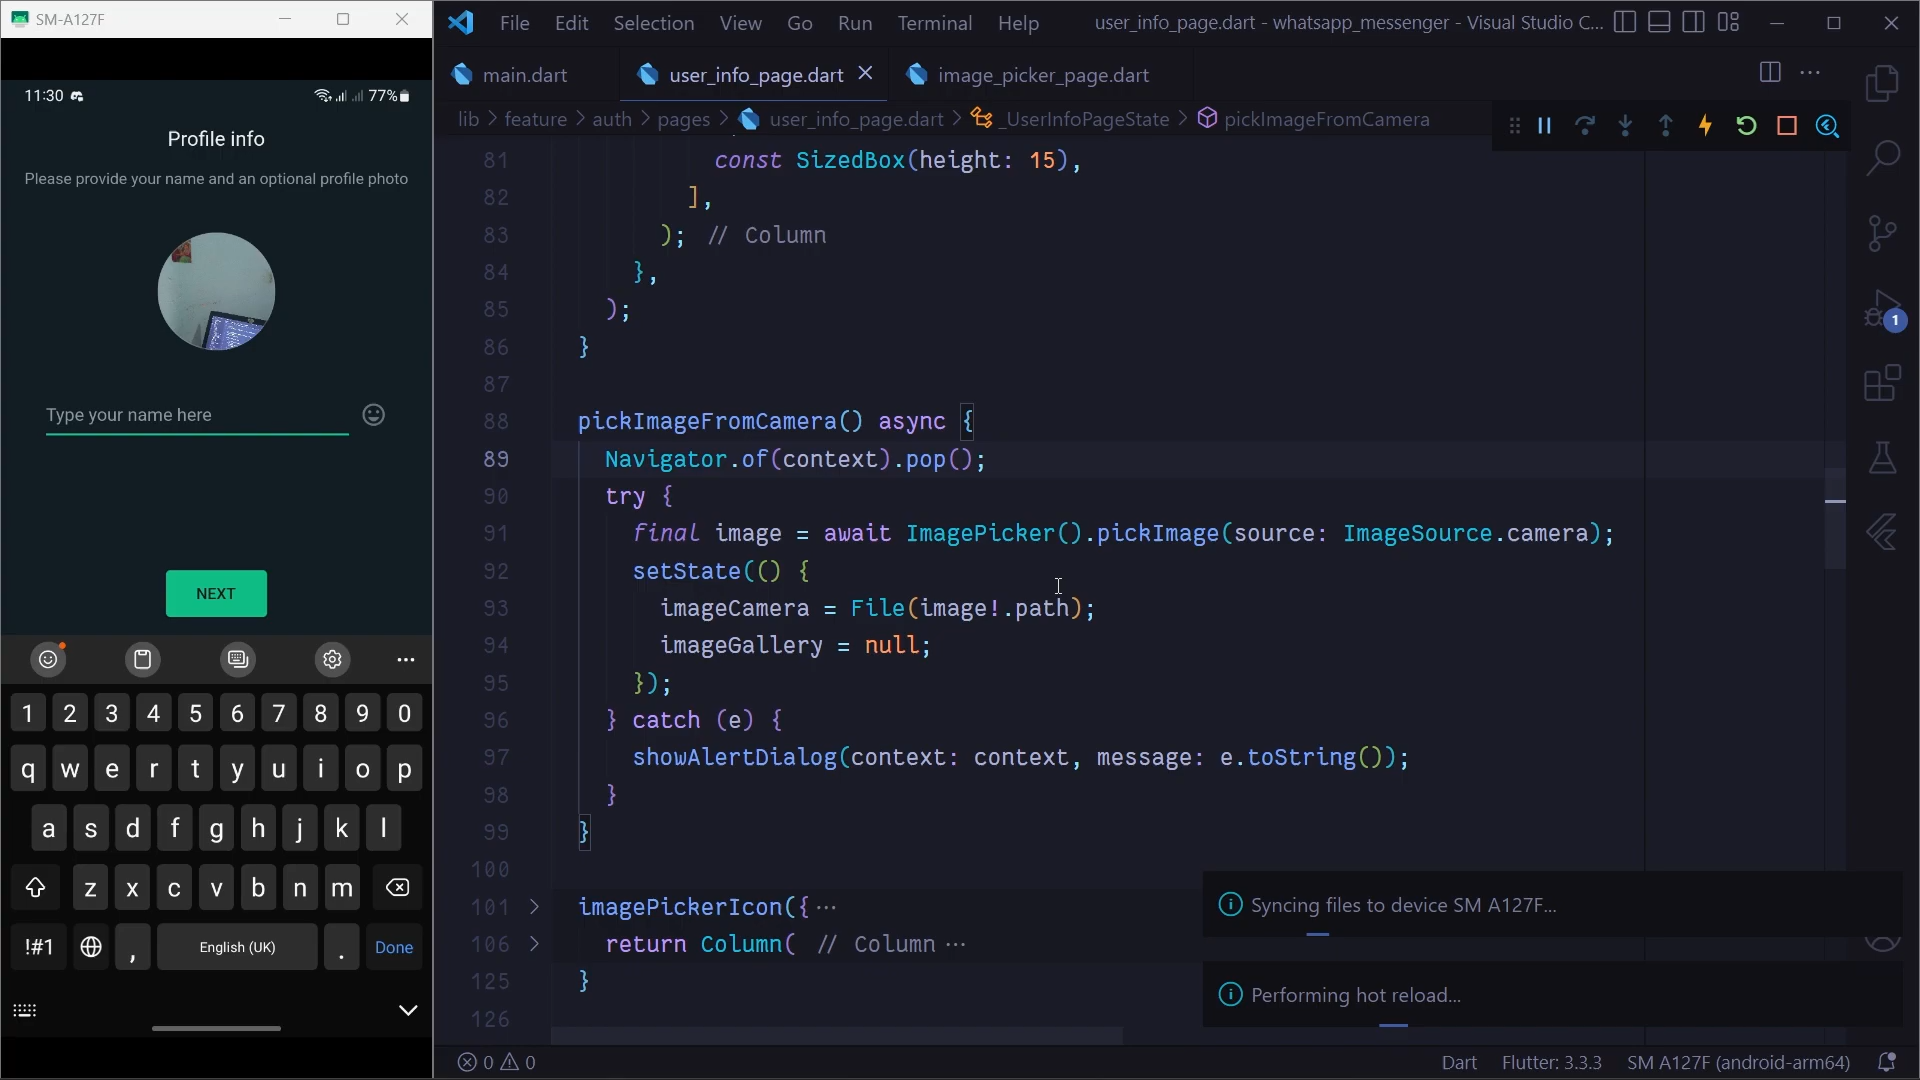 SM-A127F
11:30
77%
Profile info
Please provide your name and an optional profile photo
Type your name here
NEXT
1 2 3 4 5 6 7 8 9 0
q w e r t y u i o p
a s d f g h j k l
z x c v b n m
!#1 , English (UK) . Done
File Edit Selection View Go Run Terminal Help
user_info_page.dart - whatsapp_messenger - Visual Studio C...
main.dart
user_info_page.dart
image_picker_page.dart
lib > feature > auth > pages > user_info_page.dart > _UserInfoPageState > pickImageFromCamera
81 const SizedBox(height: 15),
82 ],
83 ); // Column
84 },
85 );
86 }
87
88 pickImageFromCamera() async {
89 Navigator.of(context).pop();
90 try {
91 final image = await ImagePicker().pickImage(source: ImageSource.camera);
92 setState(() {
93 imageCamera = File(image!.path);
94 imageGallery = null;
95 });
96 } catch (e) {
97 showAlertDialog(context: context, message: e.toString());
98 }
99 }
100
101 imagePickerIcon({ ···
106 return Column( // Column ···
125 }
126
1
Syncing files to device SM A127F...
Performing hot reload...
0 0
Dart Flutter: 3.3.3 SM A127F (android-arm64)